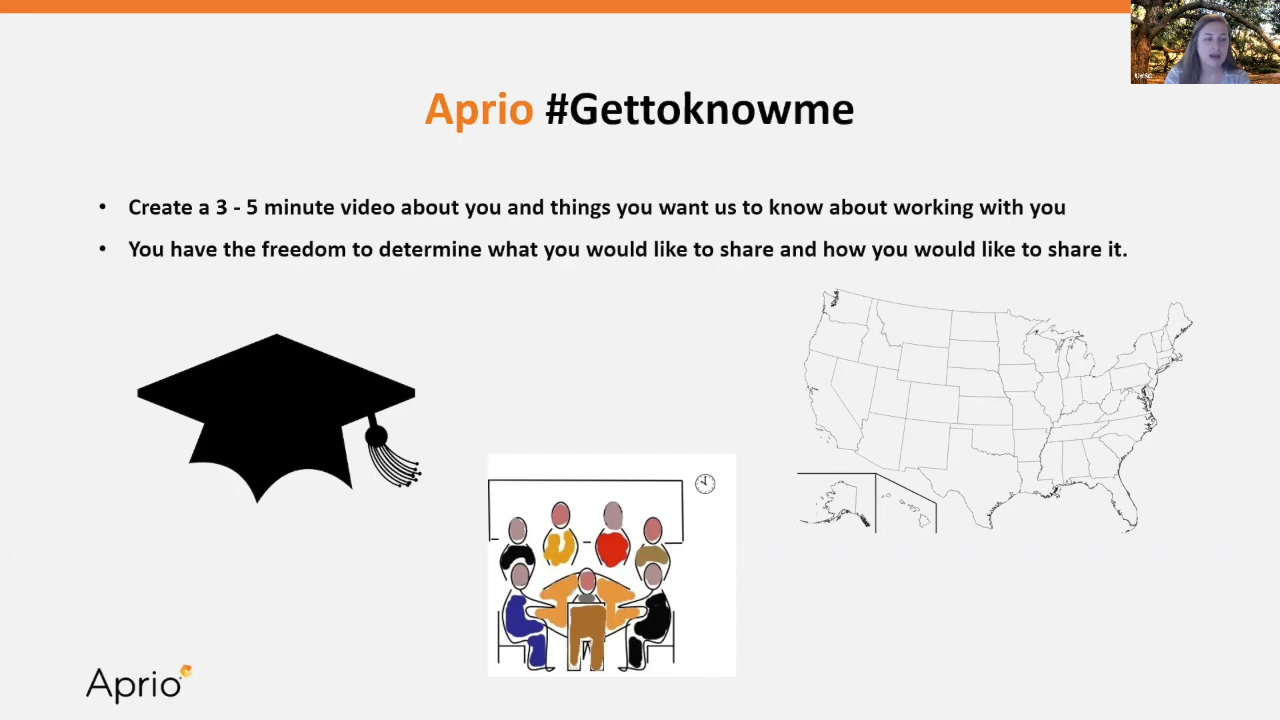 Aprio #Gettoknowme
• Create a 3 - 5 minute video about you and things you want us to know about working with you
• You have the freedom to determine what you would like to share and how you would like to share it.
Aprio